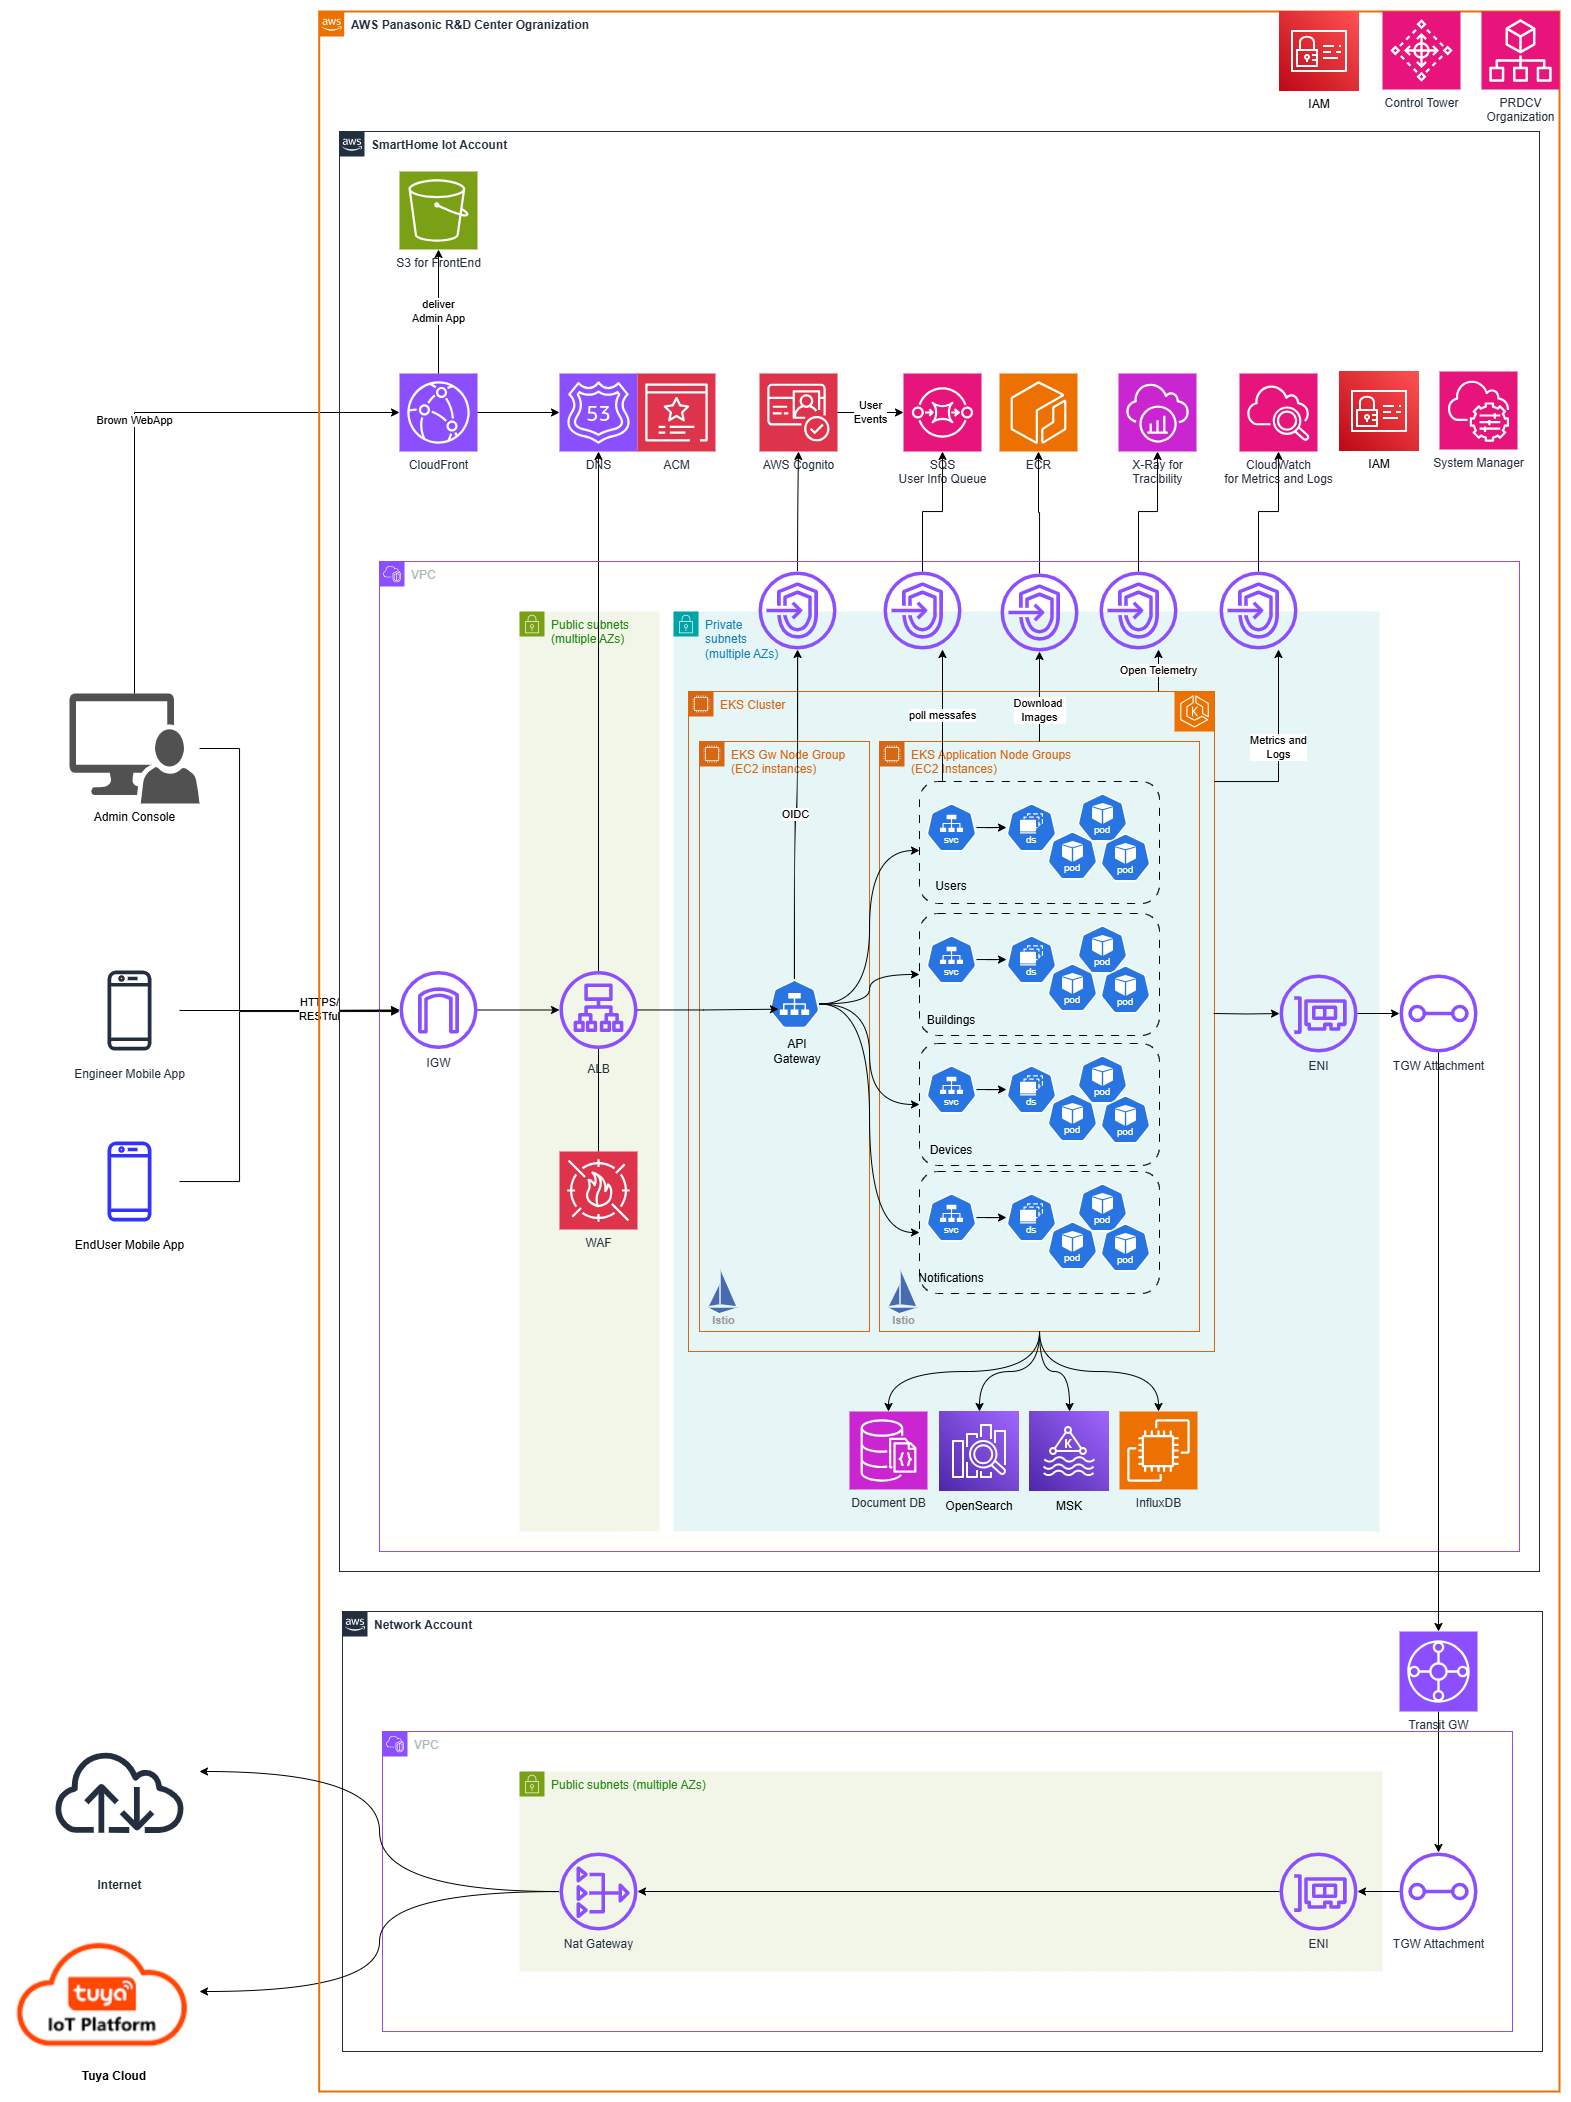 aws
AWS Panasonic R&D Center Ogranization
IAM
Control Tower
PRDCV
Organization
aws
SmartHome Iot Account
S3 for FrontEnd
deliver
Admin App
Brown WebApp
CloudFront
53
DNS
ACM
AWS Cognito
User
Events
SQS
User Info Queue
ECR
X-Ray for
Tracibility
CloudWatch
for Metrics and Logs
IAM
System Manager
VPC
Public subnets
(multiple AZs)
Private
subnets
(multiple AZs)
Open Telemetry
poll messafes
Download
Images
Metrics and
Logs
EKS Cluster
K
EKS Gw Node Group
(EC2 instances)
EKS Application Node Groups
(EC2 Instances)
OIDC
svc
ds
pod
pod
pod
Users
svc
ds
pod
pod
pod
Buildings
svc
ds
pod
pod
pod
Devices
svc
ds
pod
pod
pod
Notifications
Admin Console
Engineer Mobile App
EndUser Mobile App
HTTPS/
RESTful
IGW
ALB
API
Gateway
WAF
ENI
TGW Attachment
Istio
Istio
Document DB
OpenSearch
K
MSK
InfluxDB
aws
Network Account
Transit GW
VPC
Public subnets (multiple AZs)
Internet
Nat Gateway
ENI
TGW Attachment
tuya
IoT Platform
Tuya Cloud